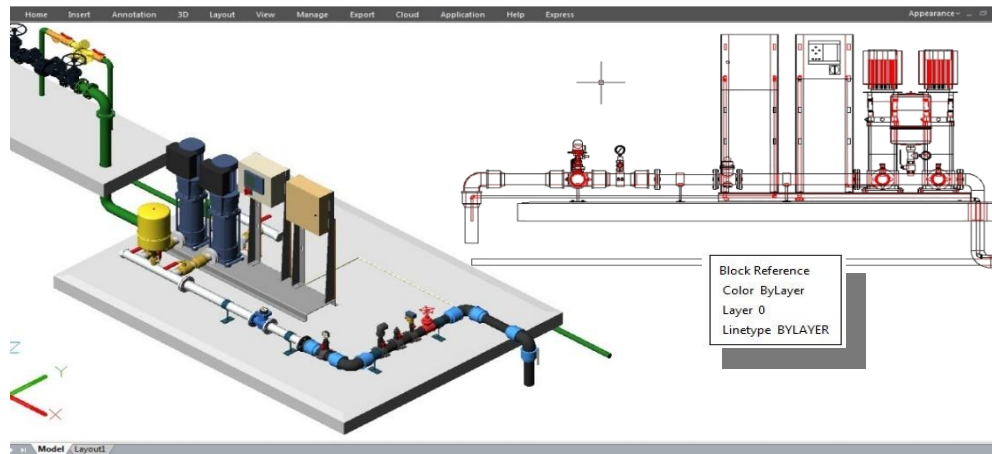 Home Insert Annotation 3D Layout View Manage Export Cloud Application Help Express Appearance
Block Reference
Color ByLayer
Layer 0
Linetype BYLAYER
Z
Y
X
Model Layout1